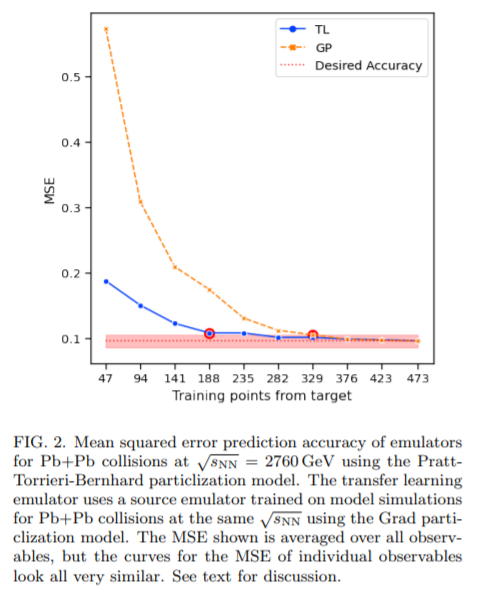 TL
GP
Desired Accuracy
0.5
0.4
0.3
0.2
0.1
MSE
47 94 141 188 235 282 329 376 423 473
Training points from target
FIG. 2. Mean squared error prediction accuracy of emulators
for Pb+Pb collisions at √sNN = 2760 GeV using the Pratt-
Torrieri-Bernhard particlization model. The transfer learning
emulator uses a source emulator trained on model simulations
for Pb+Pb collisions at the same √sNN using the Grad parti-
clization model. The MSE shown is averaged over all observ-
ables, but the curves for the MSE of individual observables
look all very similar. See text for discussion.